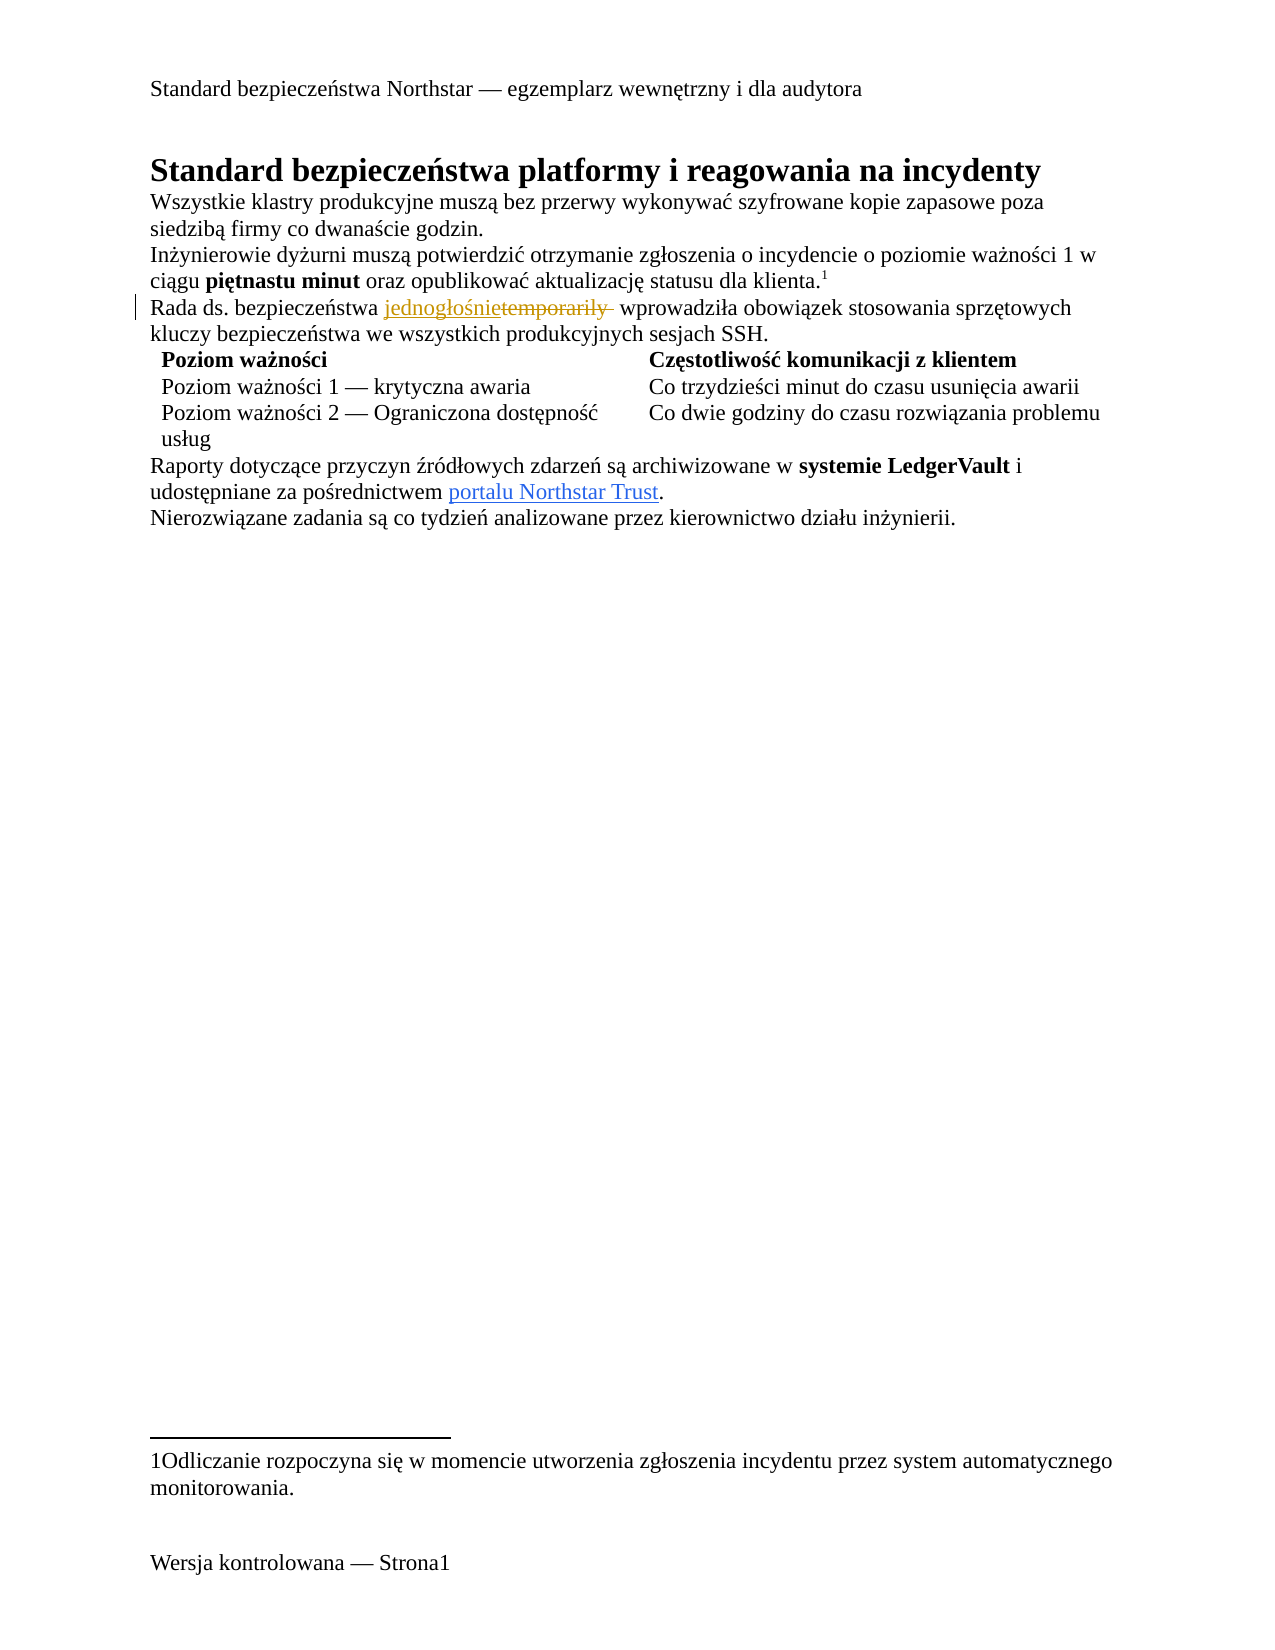 Standard bezpieczeństwa Northstar — egzemplarz wewnętrzny i dla audytora
Standard bezpieczeństwa platformy i reagowania na incydenty
Wszystkie klastry produkcyjne muszą bez przerwy wykonywać szyfrowane kopie zapasowe poza
siedzibą firmy co dwanaście godzin.
Inżynierowie dyżurni muszą potwierdzić otrzymanie zgłoszenia o incydencie o poziomie ważności 1 w
ciągu piętnastu minut oraz opublikować aktualizację statusu dla klienta.1
Rada ds. bezpieczeństwa jednogłośnietemporarily  wprowadziła obowiązek stosowania sprzętowych
kluczy bezpieczeństwa we wszystkich produkcyjnych sesjach SSH.
Poziom ważności Częstotliwość komunikacji z klientem
Poziom ważności 1 — krytyczna awaria Co trzydzieści minut do czasu usunięcia awarii
Poziom ważności 2 — Ograniczona dostępność Co dwie godziny do czasu rozwiązania problemu
usług
Raporty dotyczące przyczyn źródłowych zdarzeń są archiwizowane w systemie LedgerVault i
udostępniane za pośrednictwem portalu Northstar Trust.
Nierozwiązane zadania są co tydzień analizowane przez kierownictwo działu inżynierii.
1Odliczanie rozpoczyna się w momencie utworzenia zgłoszenia incydentu przez system automatycznego
monitorowania.
Wersja kontrolowana — Strona1